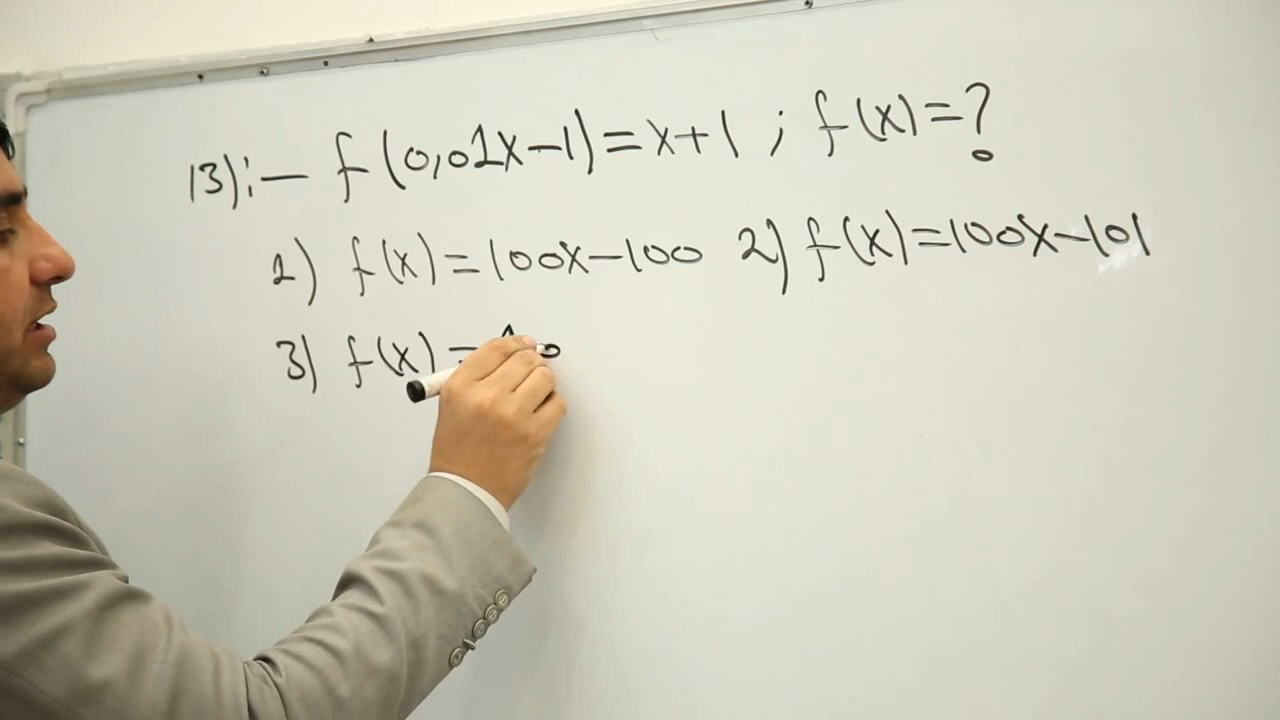 13):- f(0,01x-1)=x+1 ; f(x)=?
1) f(x)=100x-100 2) f(x)=100x-101
3) f(x)=